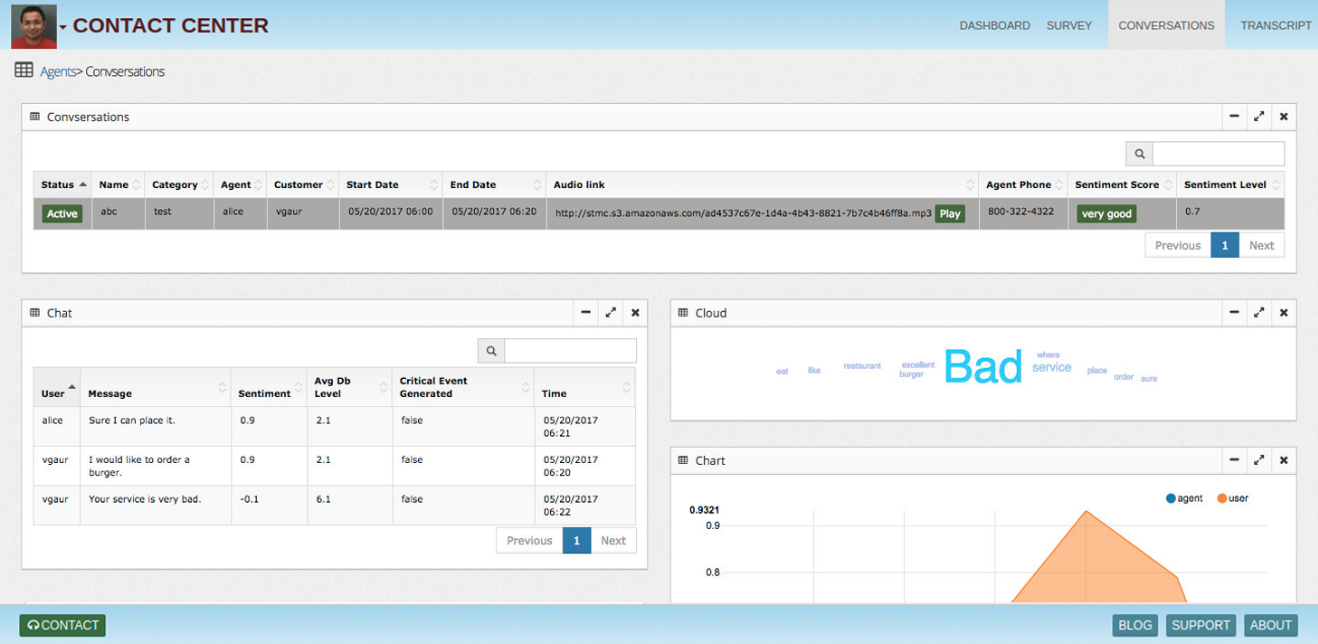 CONTACT CENTER
DASHBOARD SURVEY CONVERSATIONS TRANSCRIPT
Agents> Convsersations
Convsersations
Status Name Category Agent Customer Start Date End Date Audio link Agent Phone Sentiment Score Sentiment Level
Active abc test alice vgaur 05/20/2017 06:00 05/20/2017 06:20 http://stmc.s3.amazonaws.com/ad4537c67e-1d4a-4b43-8821-7b7c4b46ff8a.mp3 Play 800-322-4322 very good 0.7
Previous 1 Next
Chat
User Message Sentiment Avg Db Level Critical Event Generated Time
alice Sure I can place it. 0.9 2.1 false 05/20/2017 06:21
vgaur I would like to order a burger. 0.9 2.1 false 05/20/2017 06:20
vgaur Your service is very bad. -0.1 6.1 false 05/20/2017 06:22
Previous 1 Next
Cloud
eat like restaurant excellent burger Bad where service place order sure
Chart
agent user
0.9321
0.9
0.8
CONTACT
BLOG SUPPORT ABOUT